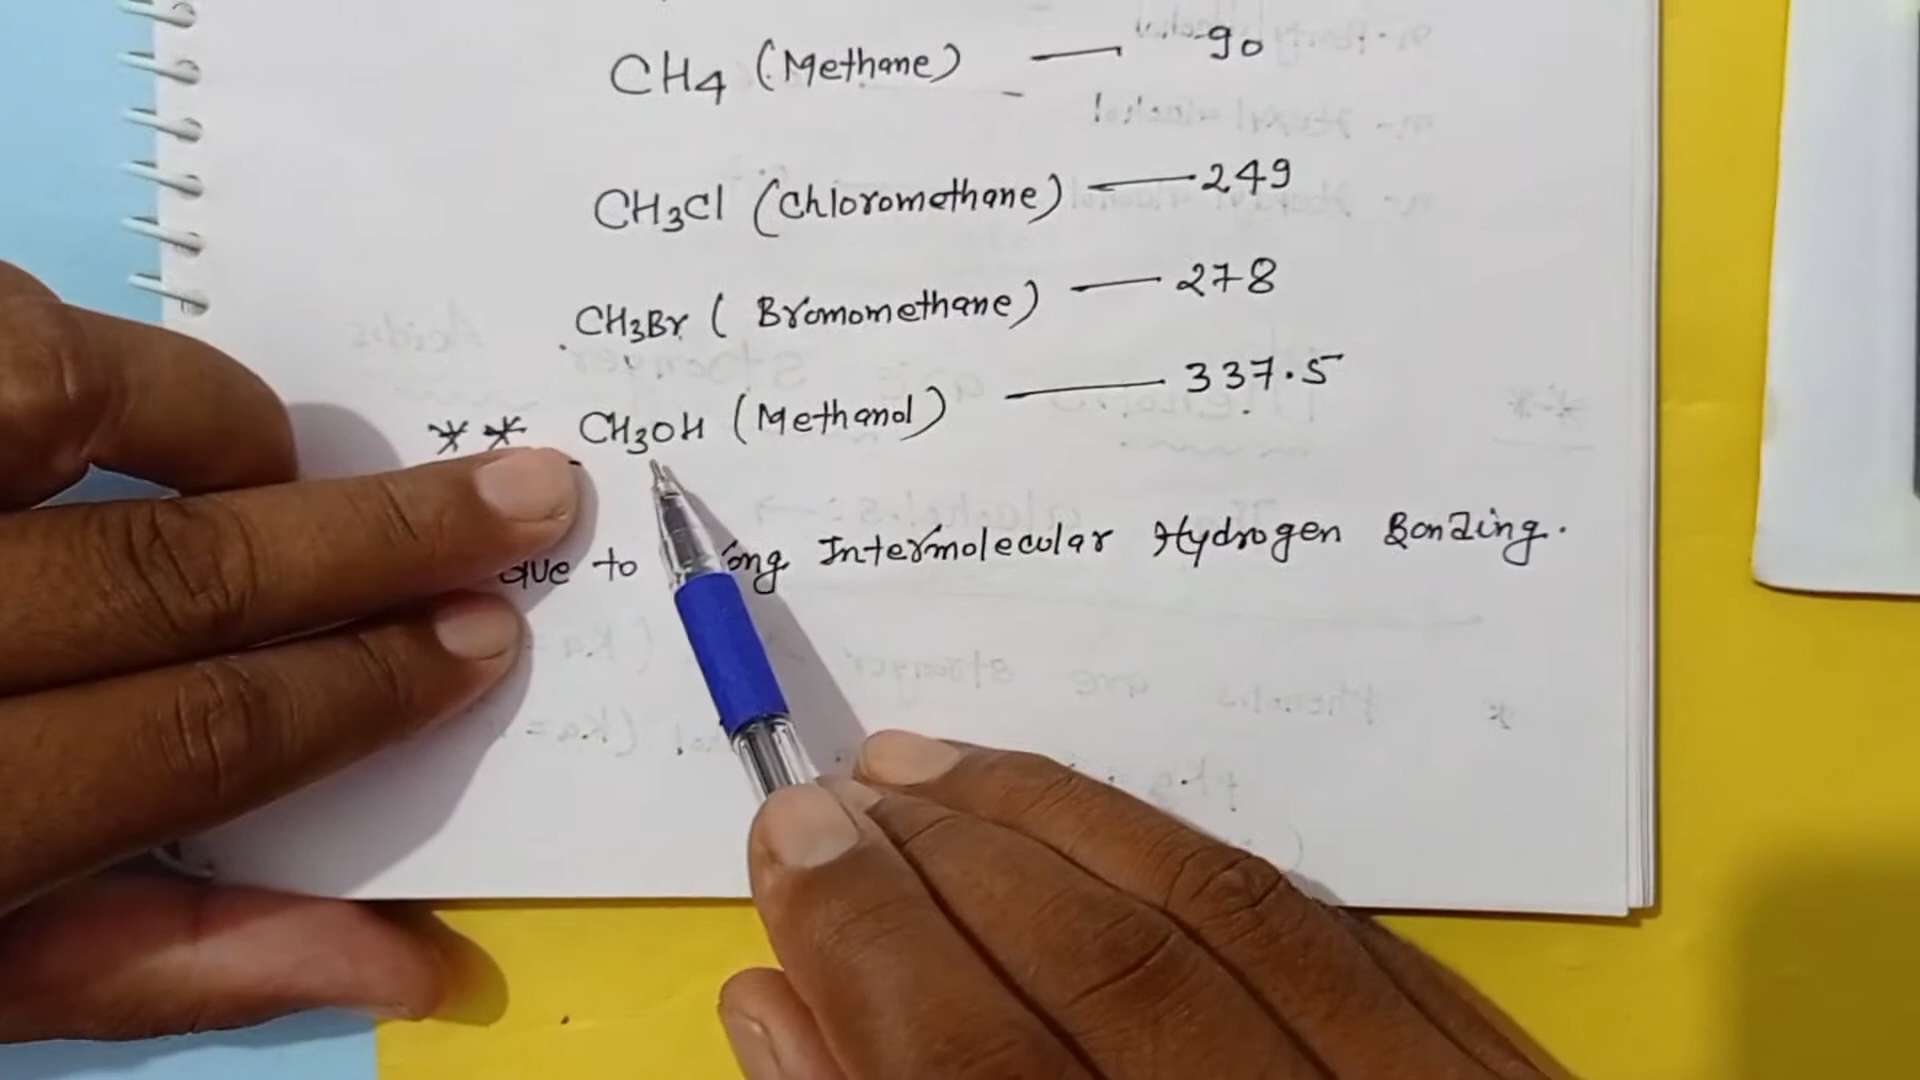 CH4 (Methane) — 90
CH3Cl (Chloromethane) — 249
CH3Br (Bromomethane) — 278
** CH3OH (Methanol) — 337.5
due to Intermolecular Hydrogen Bonding.